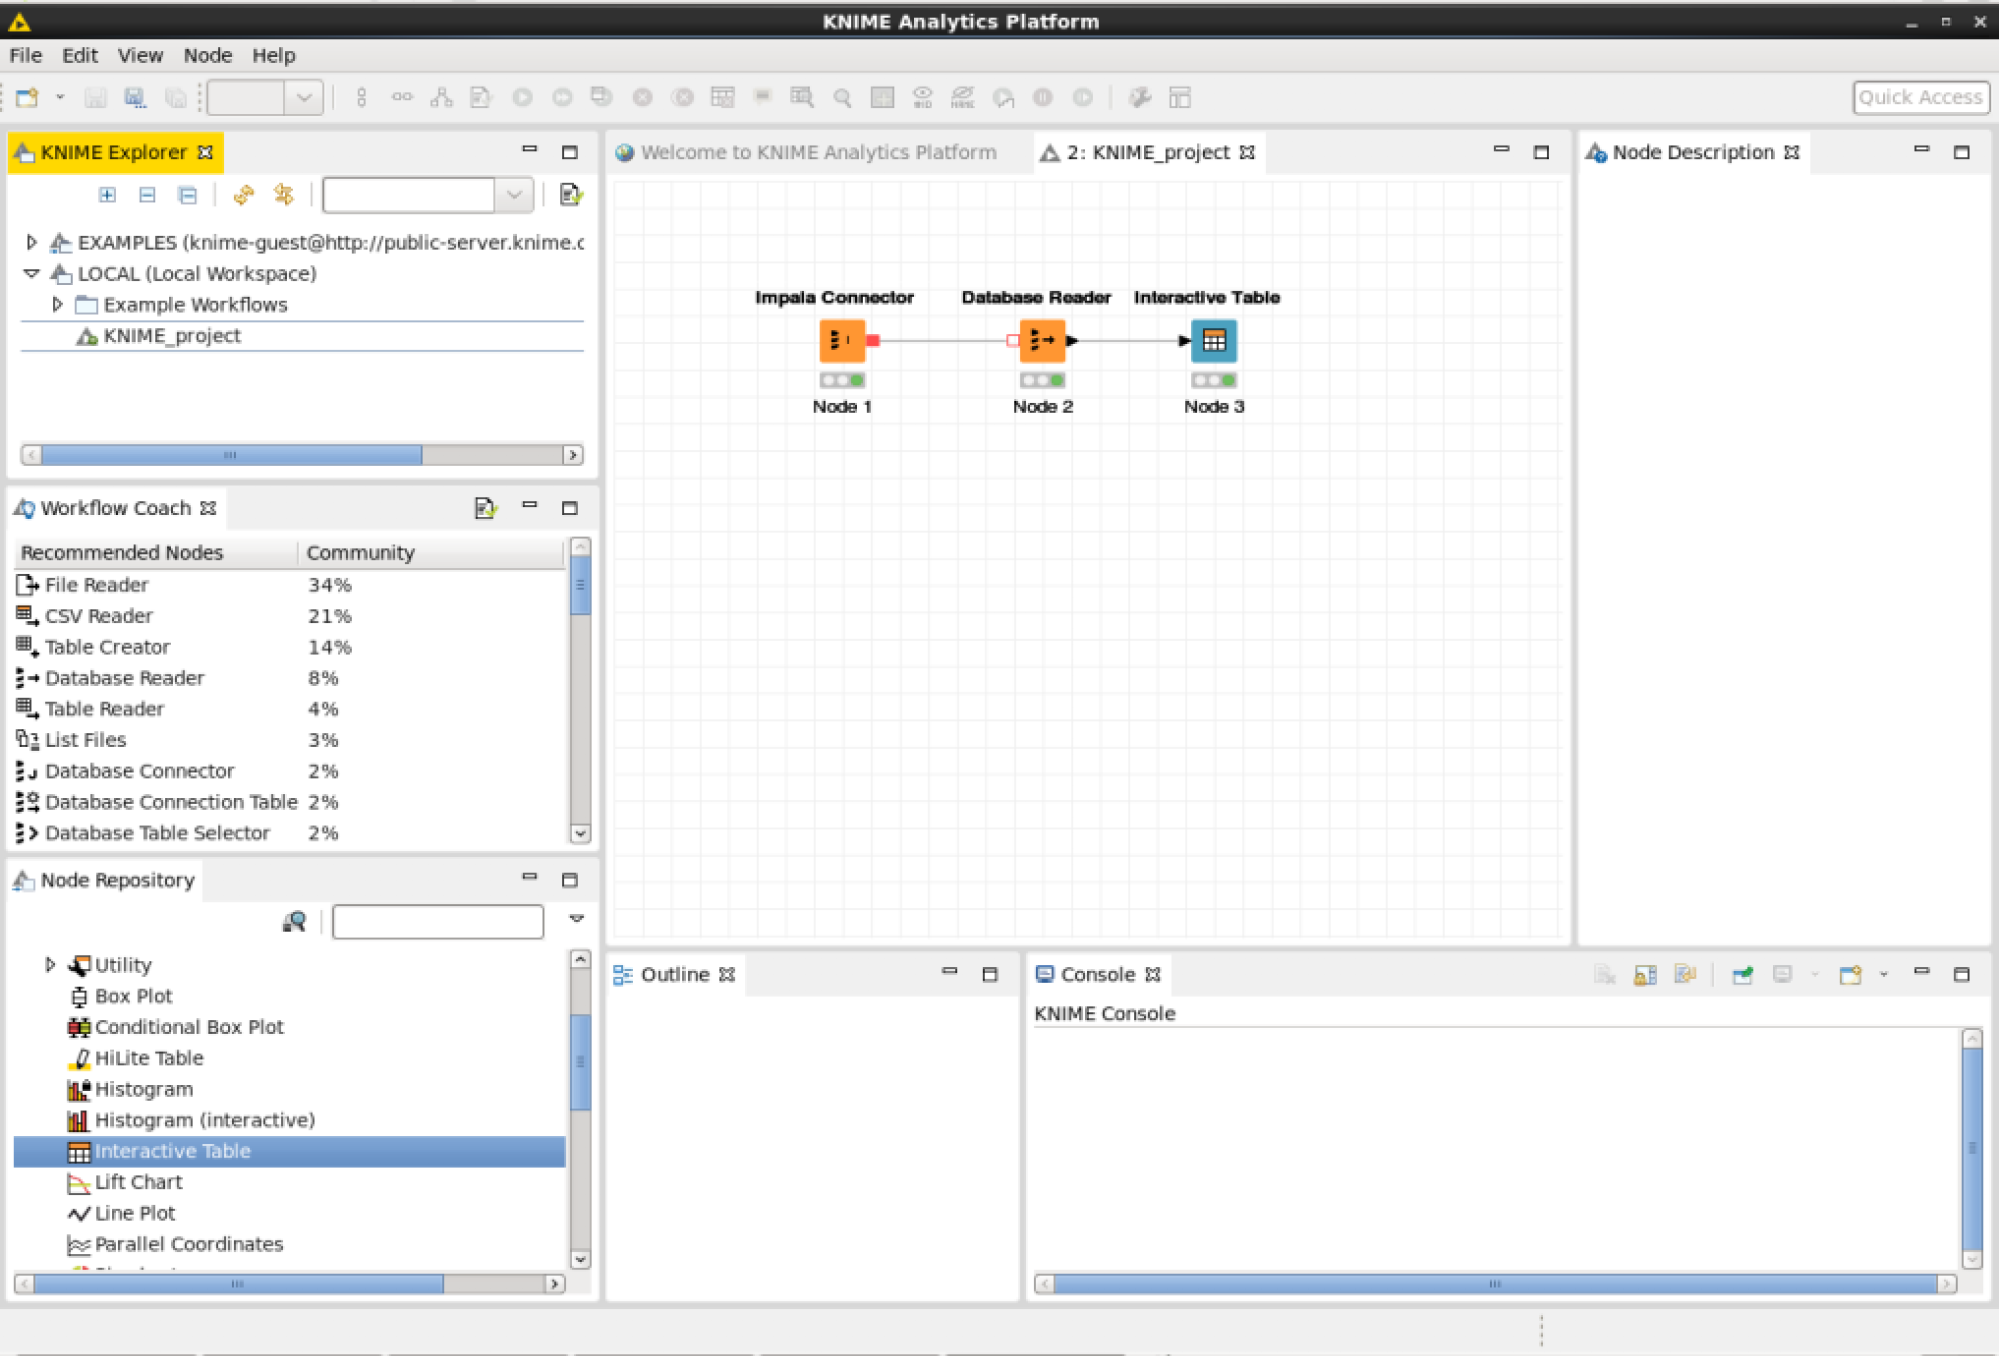 KNIME Analytics Platform
File Edit View Node Help
Quick Access
KNIME Explorer
EXAMPLES (knime-guest@http://public-server.knime.c
LOCAL (Local Workspace)
Example Workflows
KNIME_project
Workflow Coach
Recommended Nodes Community
File Reader 34%
CSV Reader 21%
Table Creator 14%
Database Reader 8%
Table Reader 4%
List Files 3%
Database Connector 2%
Database Connection Table 2%
Database Table Selector 2%
Node Repository
Utility
Box Plot
Conditional Box Plot
HiLite Table
Histogram
Histogram (interactive)
Interactive Table
Lift Chart
Line Plot
Parallel Coordinates
Welcome to KNIME Analytics Platform
2: KNIME_project
Impala Connector Database Reader Interactive Table
Node 1 Node 2 Node 3
Node Description
Outline
Console
KNIME Console